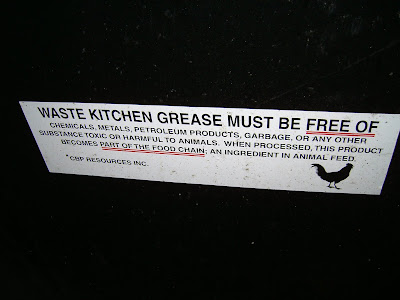 WASTE KITCHEN GREASE MUST BE FREE OF
CHEMICALS, METALS, PETROLEUM PRODUCTS, GARBAGE, OR ANY OTHER
SUBSTANCE TOXIC OR HARMFUL TO ANIMALS. WHEN PROCESSED, THIS PRODUCT
BECOMES PART OF THE FOOD CHAIN; AN INGREDIENT IN ANIMAL FEED.
*CBP RESOURCES INC.